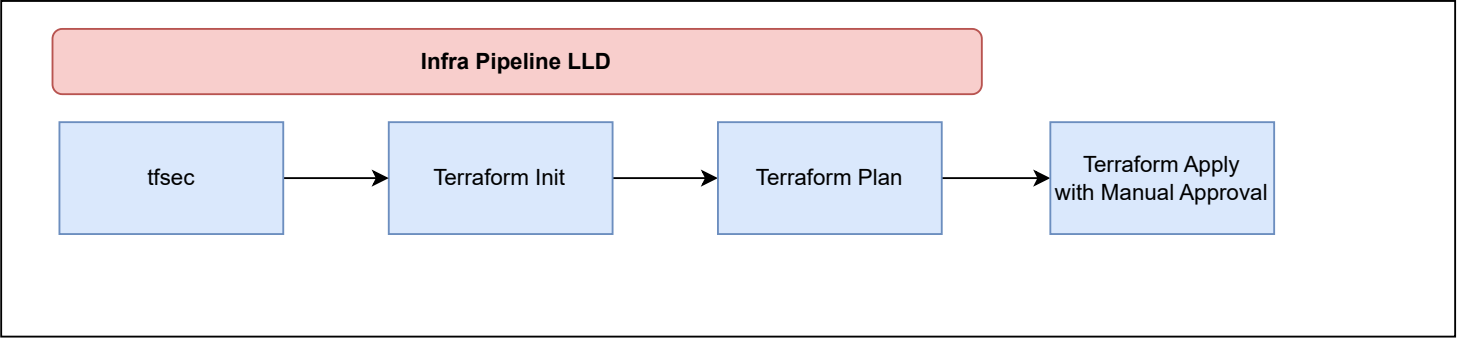 Infra Pipeline LLD
tfsec
Terraform Init
Terraform Plan
Terraform Apply
with Manual Approval